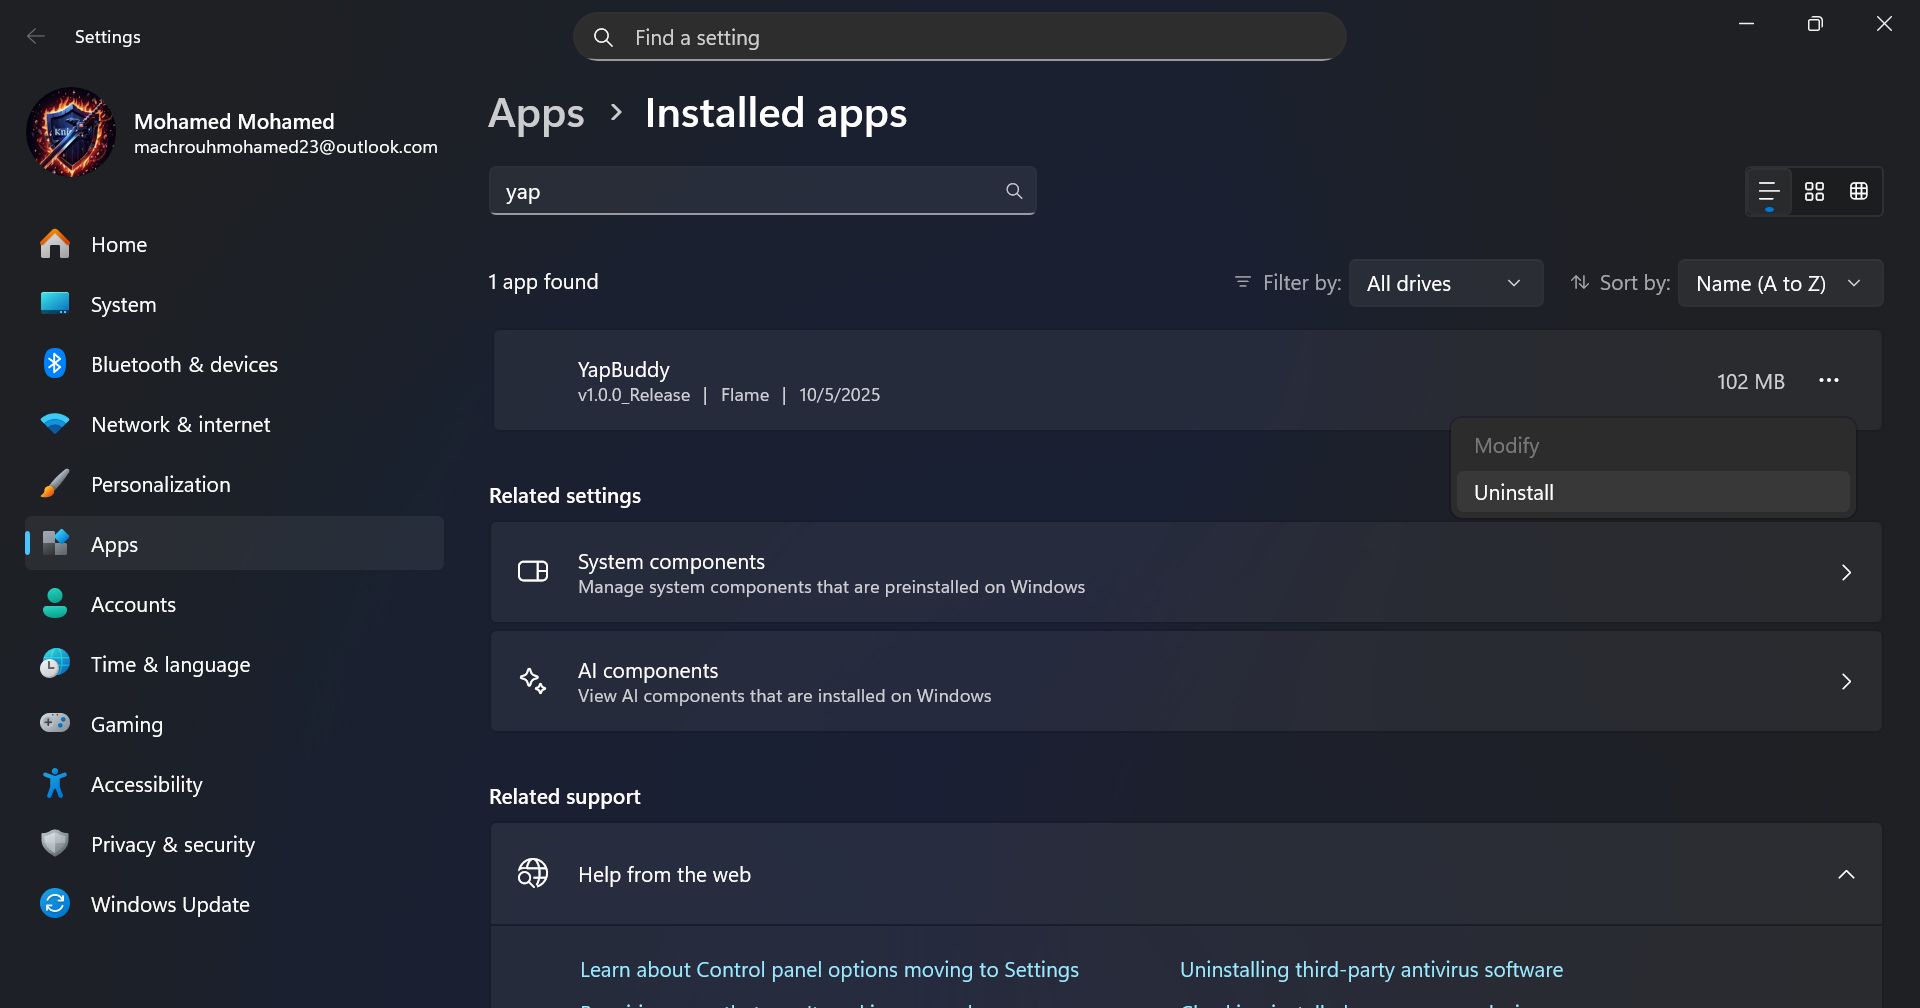 Settings
Find a setting
Mohamed Mohamed
machrouhmohamed23@outlook.com
Home
System
Bluetooth & devices
Network & internet
Personalization
Apps
Accounts
Time & language
Gaming
Accessibility
Privacy & security
Windows Update
Apps > Installed apps
yap
1 app found
Filter by: All drives
Sort by: Name (A to Z)
YapBuddy
v1.0.0_Release | Flame | 10/5/2025
102 MB
Modify
Uninstall
Related settings
System components
Manage system components that are preinstalled on Windows
AI components
View AI components that are installed on Windows
Related support
Help from the web
Learn about Control panel options moving to Settings
Uninstalling third-party antivirus software